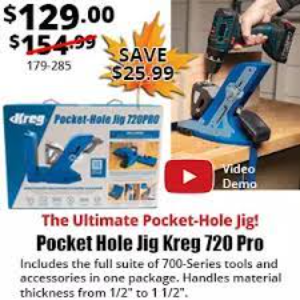 $129.00
$154.99
179-285
SAVE
$25.99
Kreg Pocket-Hole Jig 720PRO
Video
Demo
The Ultimate Pocket-Hole Jig!
Pocket Hole Jig Kreg 720 Pro
Includes the full suite of 700-Series tools and
accessories in one package. Handles material
thickness from 1/2" to 1 1/2".